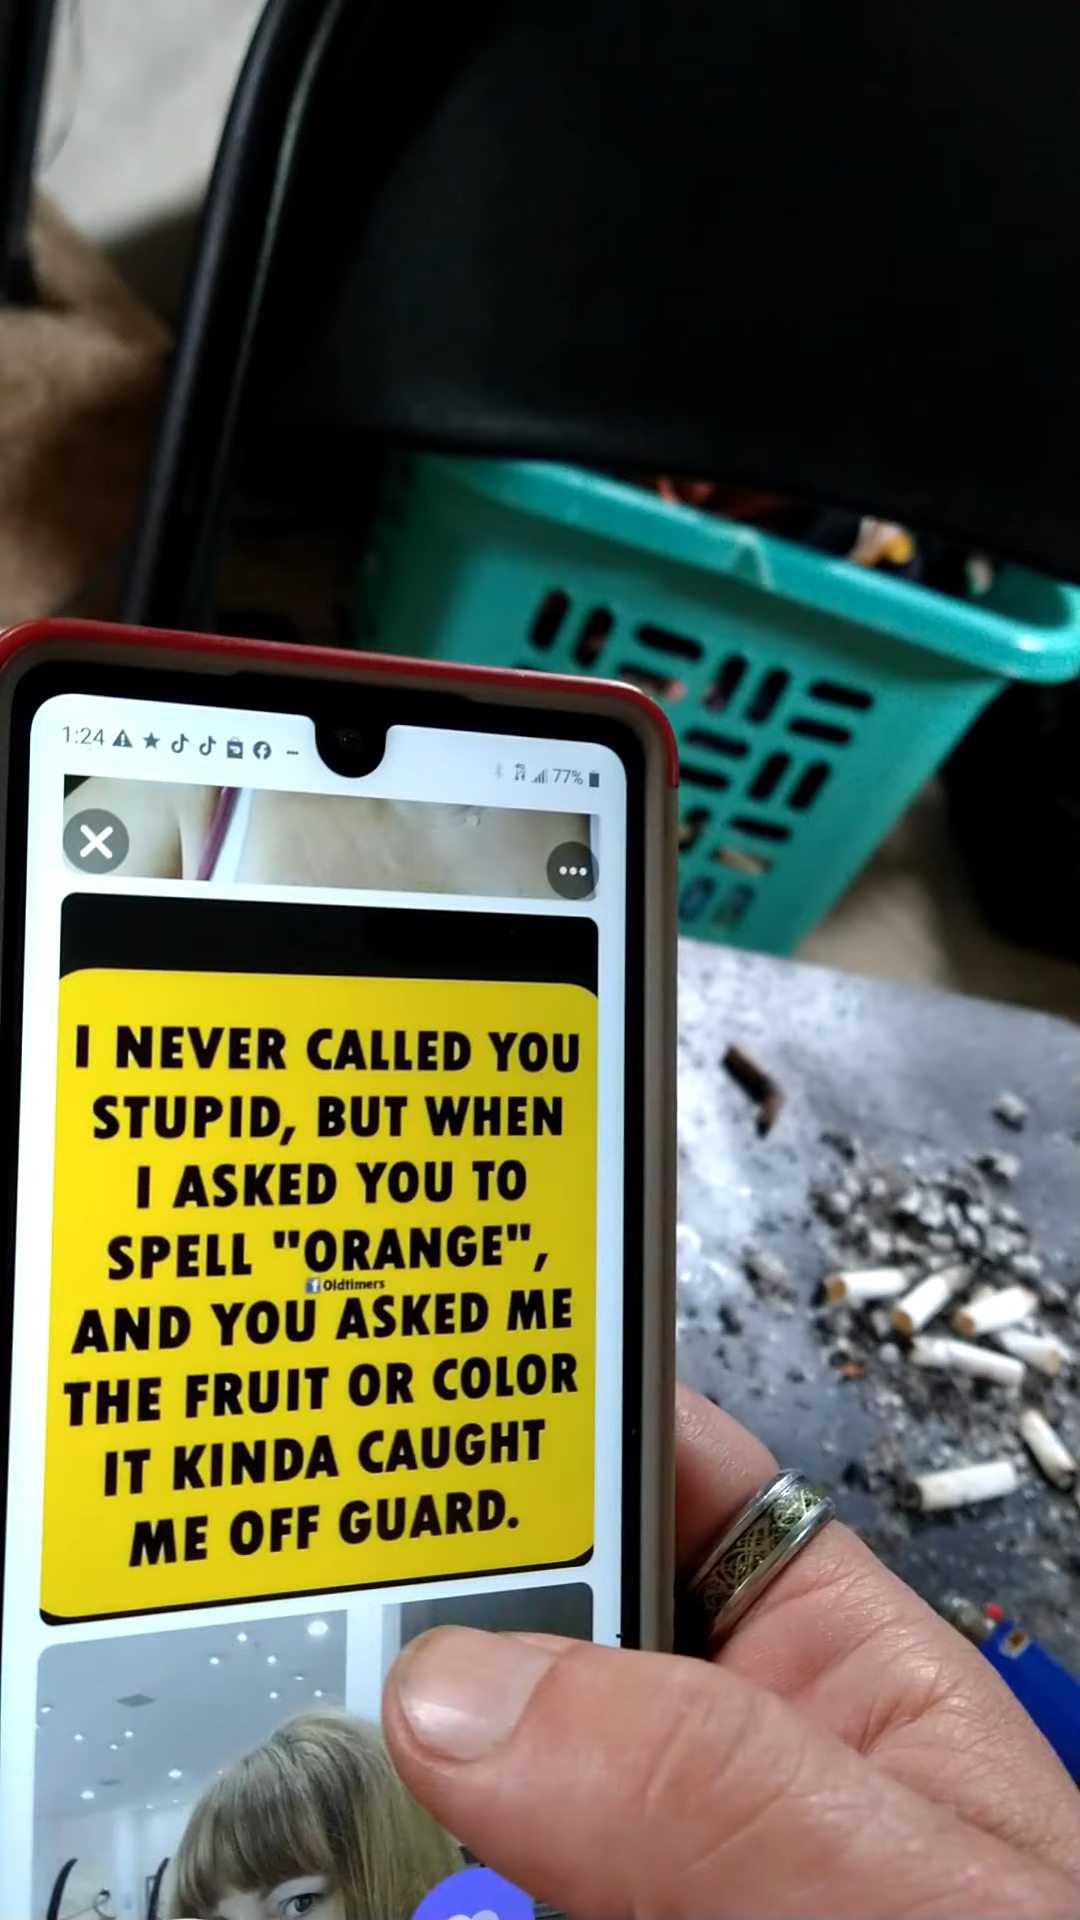 1:24
77%
I NEVER CALLED YOU
STUPID, BUT WHEN
I ASKED YOU TO
SPELL "ORANGE",
Oldtimers
AND YOU ASKED ME
THE FRUIT OR COLOR
IT KINDA CAUGHT
ME OFF GUARD.